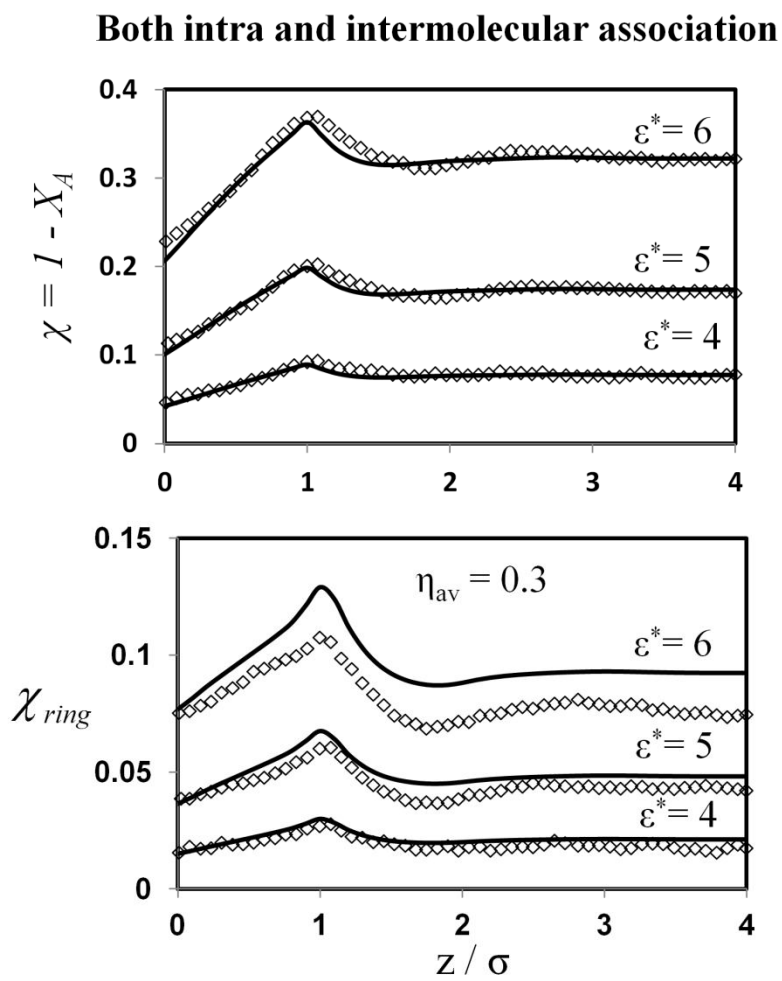 Both intra and intermolecular association
0.4
0.3
0.2
0.1
0
χ = 1 - X_A
ε*= 6
ε*= 5
ε*= 4
0 1 2 3 4
0.15
0.1
0.05
0
χ ring
η_av = 0.3
ε*= 6
ε*= 5
ε*= 4
0 1 2 3 4
z / σ